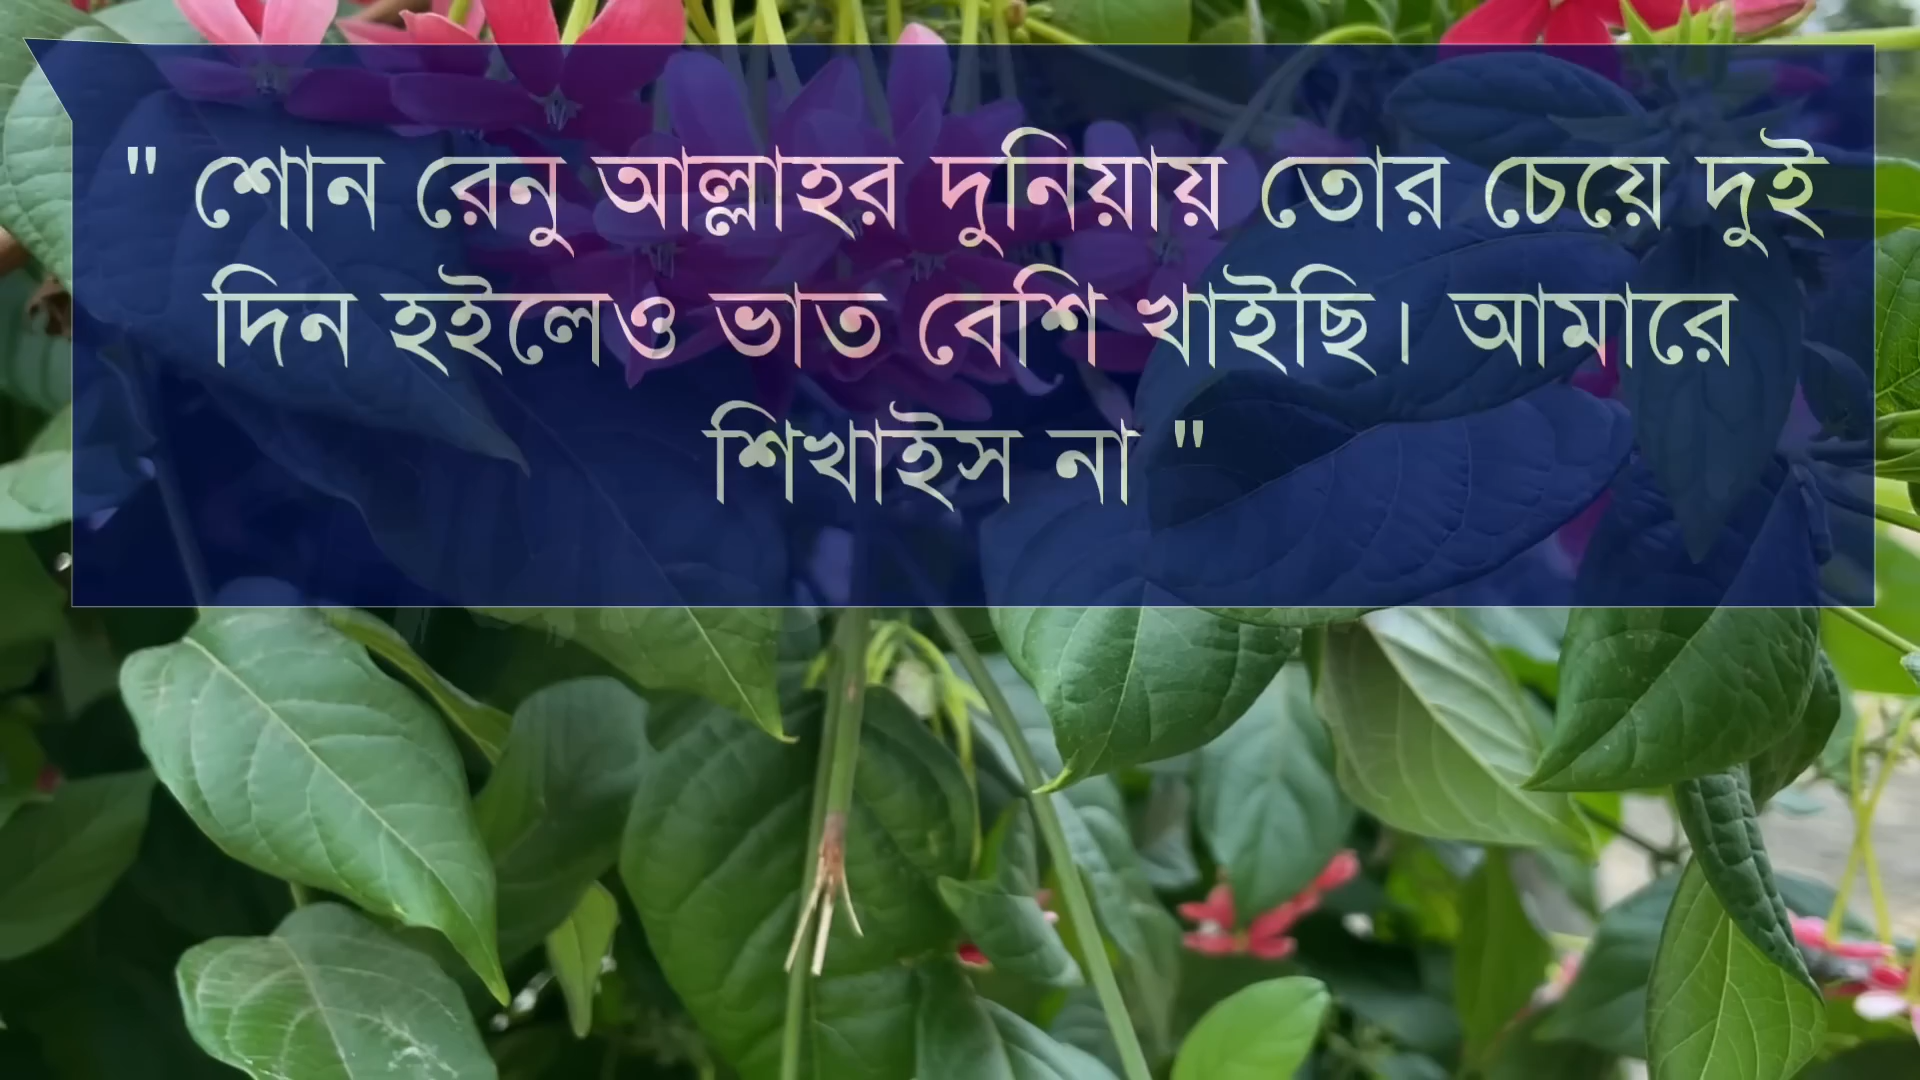 " শোন রেনু আল্লাহর দুনিয়ায় তোর চেয়ে দুই
দিন হইলেও ভাত বেশি খাইছি। আমারে
শিখাইস না "